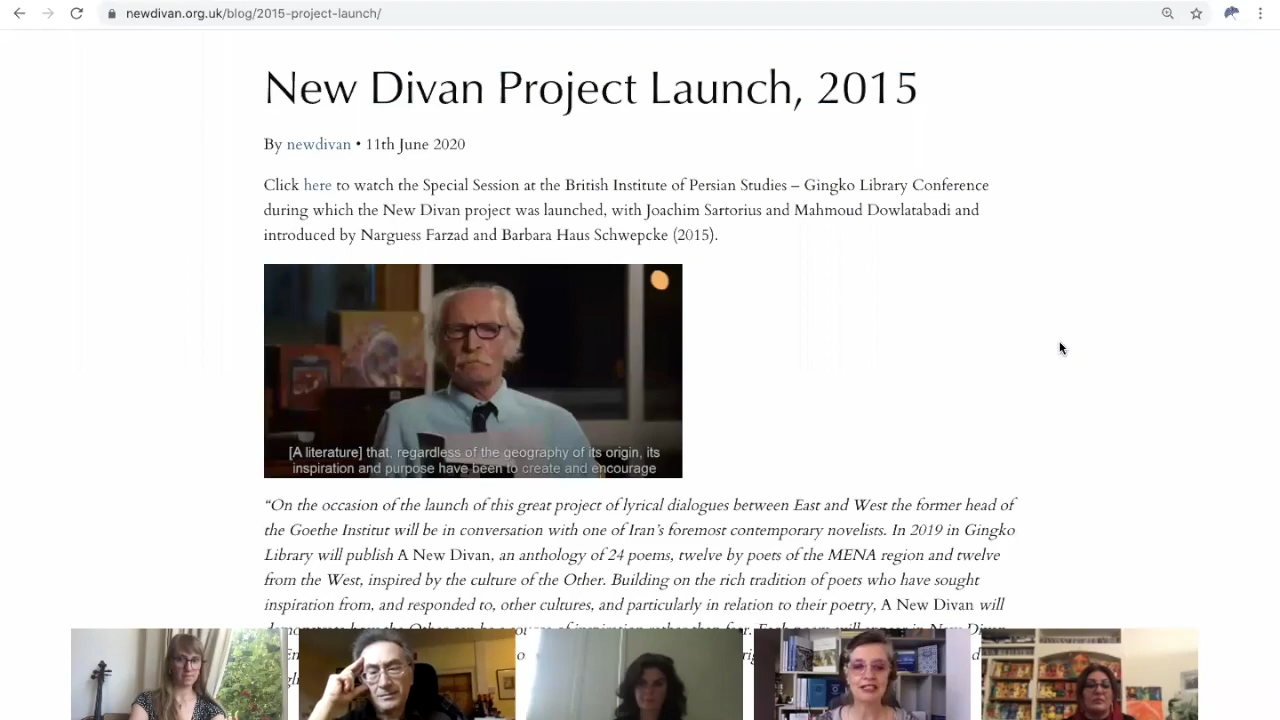 newdivan.org.uk/blog/2015-project-launch/
New Divan Project Launch, 2015
By newdivan • 11th June 2020
Click here to watch the Special Session at the British Institute of Persian Studies – Gingko Library Conference
during which the New Divan project was launched, with Joachim Sartorius and Mahmoud Dowlatabadi and
introduced by Narguess Farzad and Barbara Haus Schwepcke (2015).
[A literature] that, regardless of the geography of its origin, its
inspiration and purpose have been to create and encourage
“On the occasion of the launch of this great project of lyrical dialogues between East and West the former head of
the Goethe Institut will be in conversation with one of Iran’s foremost contemporary novelists. In 2019 in Gingko
Library will publish A New Divan, an anthology of 24 poems, twelve by poets of the MENA region and twelve
from the West, inspired by the culture of the Other. Building on the rich tradition of poets who have sought
inspiration from, and responded to, other cultures, and particularly in relation to their poetry, A New Divan will